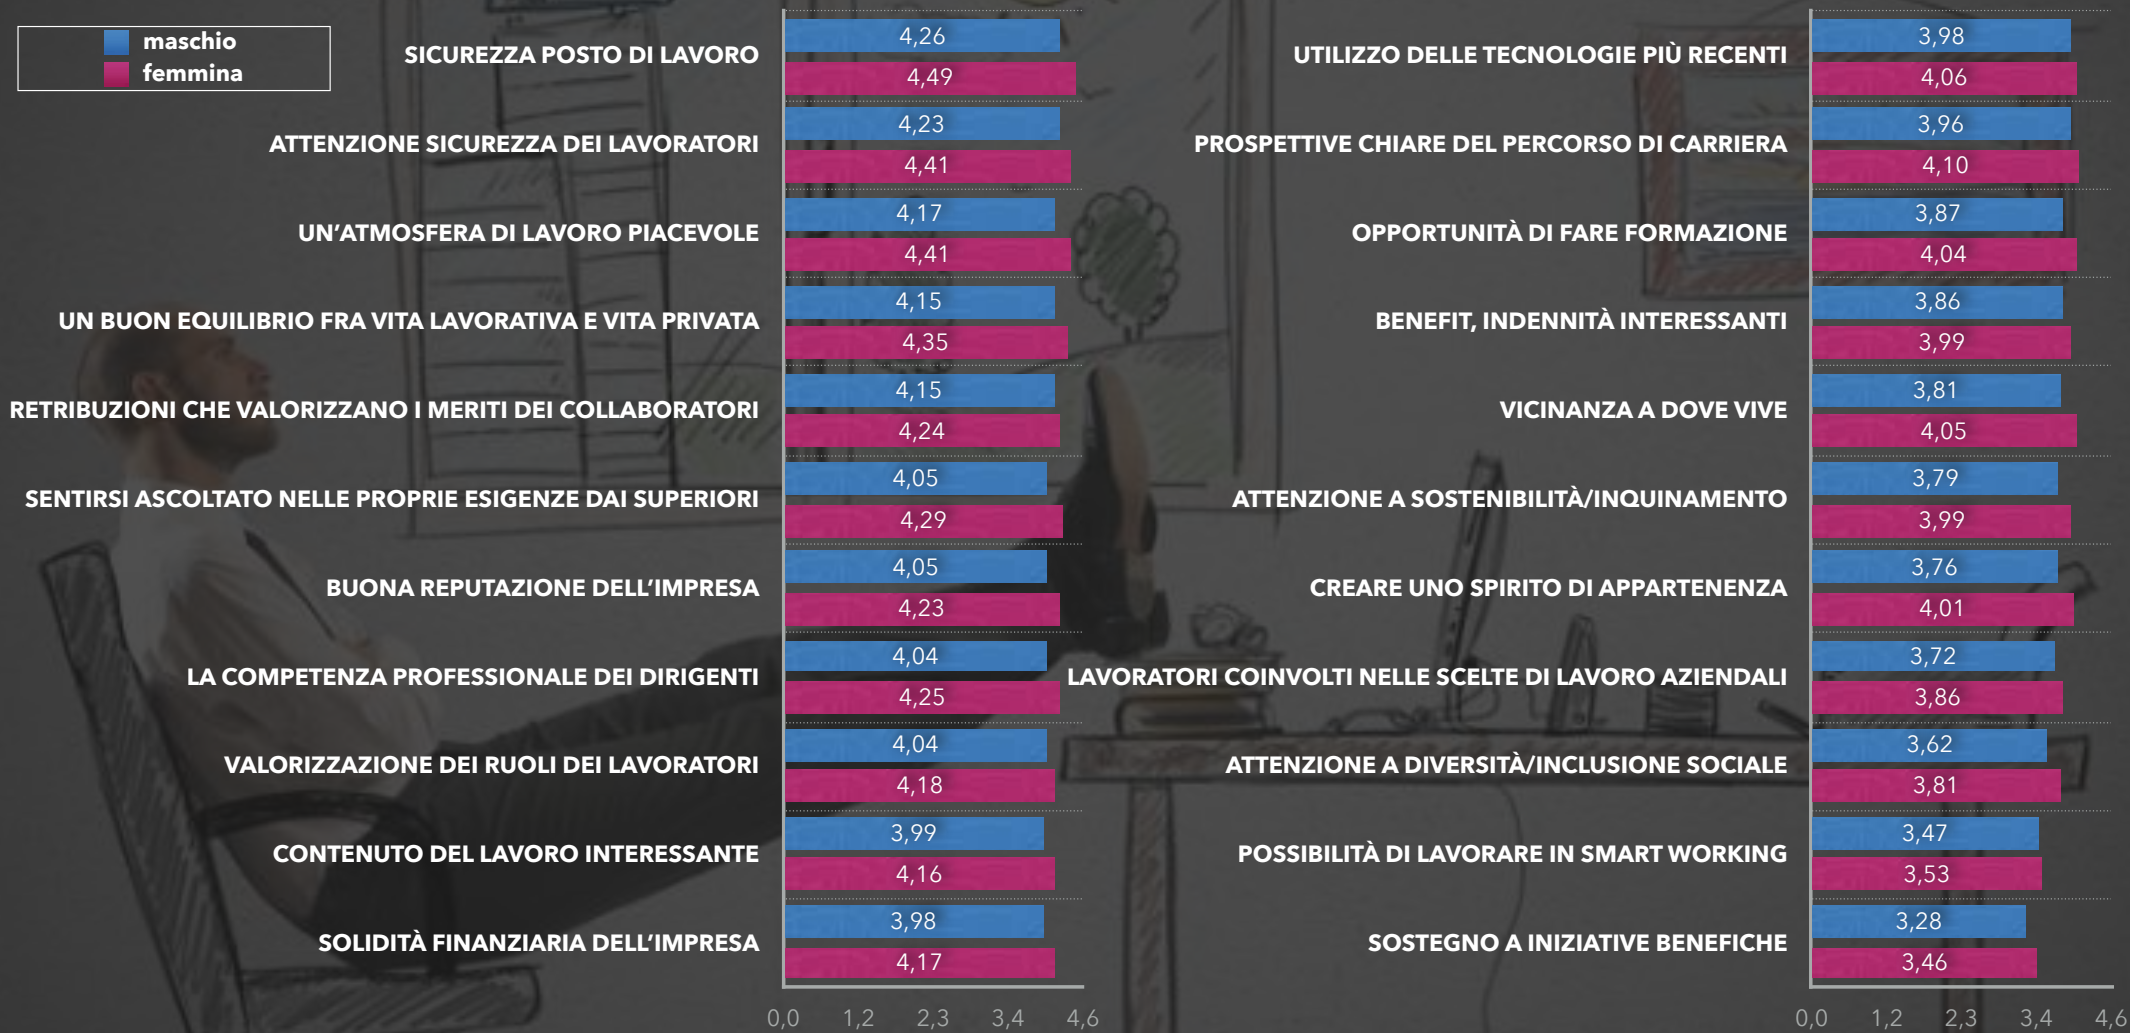 maschio
femmina
SICUREZZA POSTO DI LAVORO
4,26
4,49
ATTENZIONE SICUREZZA DEI LAVORATORI
4,23
4,41
UN'ATMOSFERA DI LAVORO PIACEVOLE
4,17
4,41
UN BUON EQUILIBRIO FRA VITA LAVORATIVA E VITA PRIVATA
4,15
4,35
RETRIBUZIONI CHE VALORIZZANO I MERITI DEI COLLABORATORI
4,15
4,24
SENTIRSI ASCOLTATO NELLE PROPRIE ESIGENZE DAI SUPERIORI
4,05
4,29
BUONA REPUTAZIONE DELL'IMPRESA
4,05
4,23
LA COMPETENZA PROFESSIONALE DEI DIRIGENTI
4,04
4,25
VALORIZZAZIONE DEI RUOLI DEI LAVORATORI
4,04
4,18
CONTENUTO DEL LAVORO INTERESSANTE
3,99
4,16
SOLIDITÀ FINANZIARIA DELL'IMPRESA
3,98
4,17
0,0 1,2 2,3 3,4 4,6
UTILIZZO DELLE TECNOLOGIE PIÙ RECENTI
3,98
4,06
PROSPETTIVE CHIARE DEL PERCORSO DI CARRIERA
3,96
4,10
OPPORTUNITÀ DI FARE FORMAZIONE
3,87
4,04
BENEFIT, INDENNITÀ INTERESSANTI
3,86
3,99
VICINANZA A DOVE VIVE
3,81
4,05
ATTENZIONE A SOSTENIBILITÀ/INQUINAMENTO
3,79
3,99
CREARE UNO SPIRITO DI APPARTENENZA
3,76
4,01
LAVORATORI COINVOLTI NELLE SCELTE DI LAVORO AZIENDALI
3,72
3,86
ATTENZIONE A DIVERSITÀ/INCLUSIONE SOCIALE
3,62
3,81
POSSIBILITÀ DI LAVORARE IN SMART WORKING
3,47
3,53
SOSTEGNO A INIZIATIVE BENEFICHE
3,28
3,46
0,0 1,2 2,3 3,4 4,6